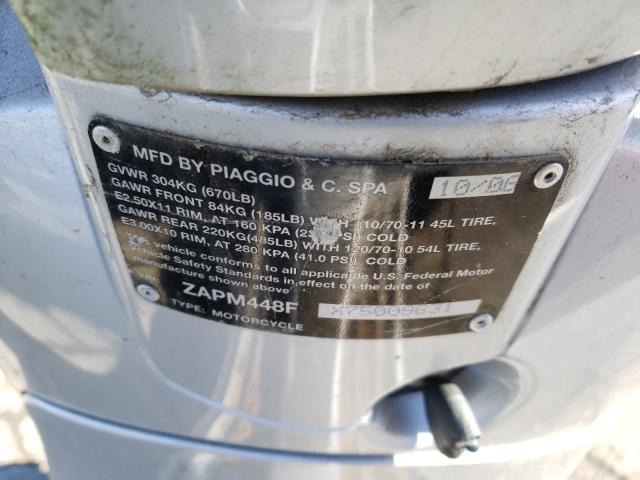 MFD BY PIAGGIO & C. SPA 10/06
GVWR 304KG (670LB)
GAWR FRONT 84KG (185LB) WITH 110/70-11 45L TIRE,
E2.50X11 RIM, AT 160 KPA PSI) COLD
GAWR REAR 220KG(485LB) WITH 120/70-10 54L TIRE,
E3.00X10 RIM, AT 280 KPA (41.0 PSI) COLD
vehicle conforms to all applicable U.S. Federal Motor
Vehicle Safety Standards in effect on the date of
manufacture shown above
ZAPM448F X75009631
TYPE: MOTORCYCLE